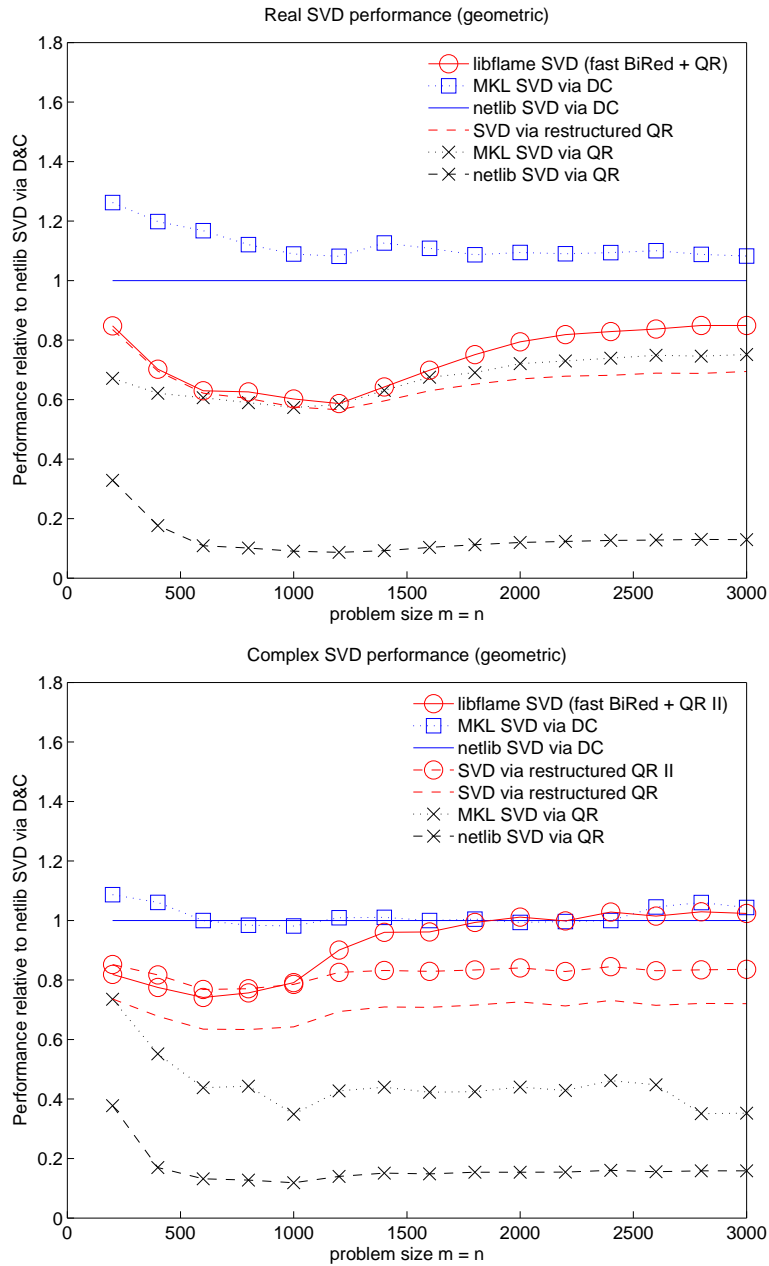 Real SVD performance (geometric)
1.8
1.6
1.4
1.2
1
0.8
0.6
0.4
0.2
0
Performance relative to netlib SVD via D&C
libflame SVD (fast BiRed + QR)
MKL SVD via DC
netlib SVD via DC
SVD via restructured QR
MKL SVD via QR
netlib SVD via QR
0 500 1000 1500 2000 2500 3000
problem size m = n
Complex SVD performance (geometric)
1.8
1.6
1.4
1.2
1
0.8
0.6
0.4
0.2
0
Performance relative to netlib SVD via D&C
libflame SVD (fast BiRed + QR II)
MKL SVD via DC
netlib SVD via DC
SVD via restructured QR II
SVD via restructured QR
MKL SVD via QR
netlib SVD via QR
0 500 1000 1500 2000 2500 3000
problem size m = n